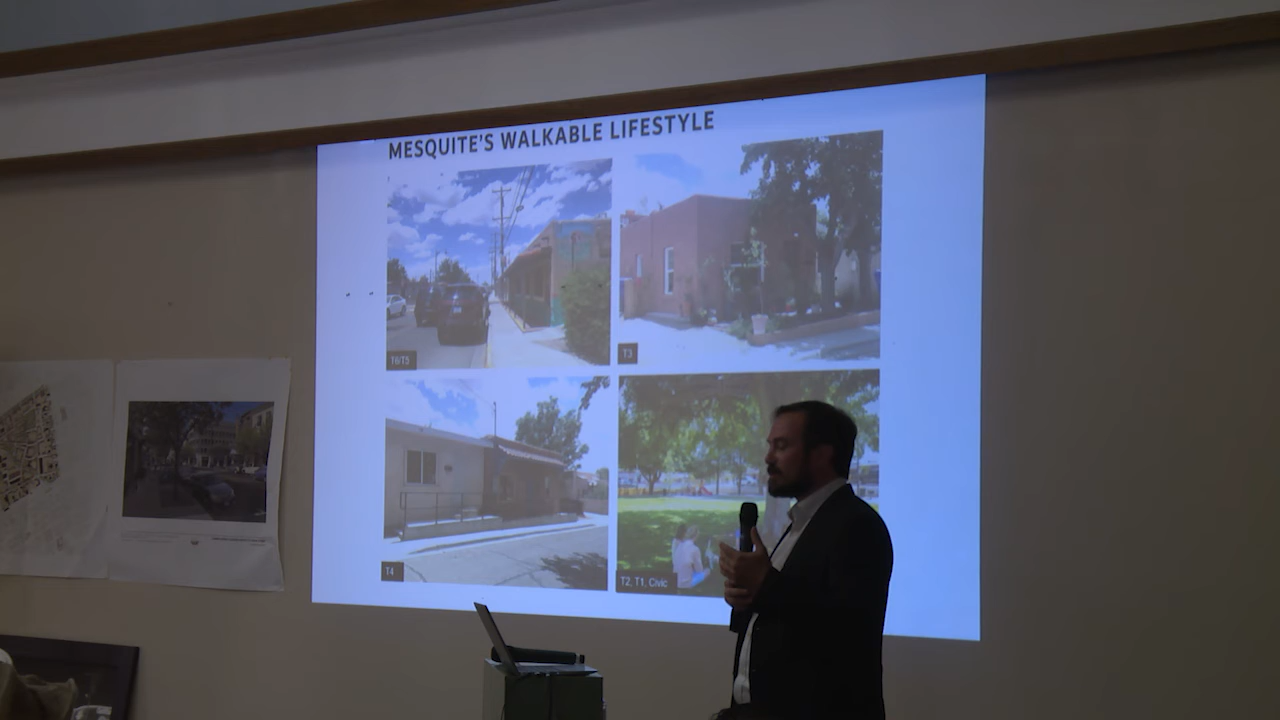 MESQUITE'S WALKABLE LIFESTYLE
T6/T5
T3
T4
T2, T1, Civic